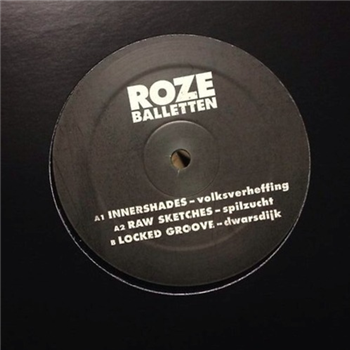 ROZE
BALLETTEN
A1 INNERSHADES – volksverheffing
A2 RAW SKETCHES – spilzucht
B LOCKED GROOVE – dwarsdijk